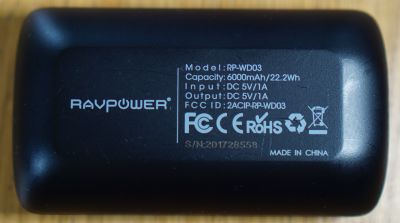 RAVPOWER®
Model: RP-WD03
Capacity: 6000mAh/22.2Wh
Input: DC 5V/1A
Output: DC 5V/1A
FCC ID: 2ACIP-RP-WD03
FC CE RoHS
S/N:201728558
MADE IN CHINA